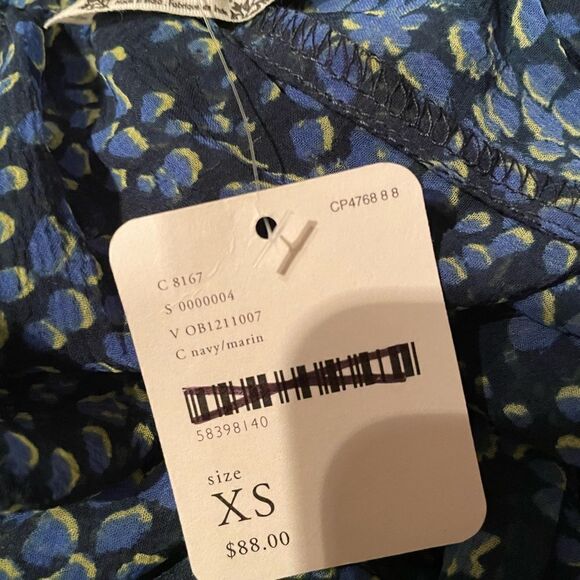 CP4768 8 8
C 8167
S 0000004
V OB1211007
C navy/marin
58398140
size
XS
$88.00